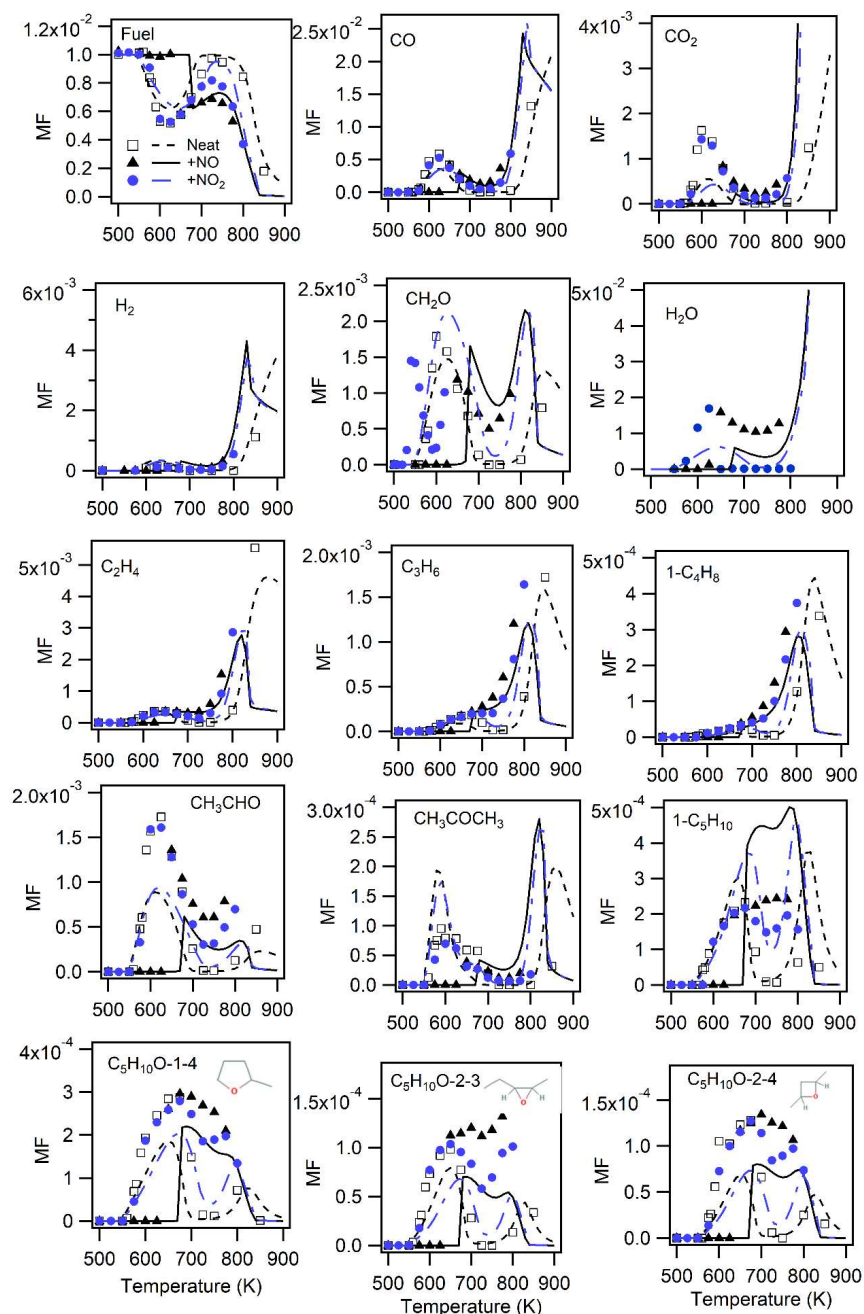 Fuel
CO
CO2
1.2x10-2
1.0
0.8
0.6
0.4
0.2
0.0
MF
Neat
+NO
+NO2
500 600 700 800 900
2.5x10-2
2.0
1.5
1.0
0.5
0.0
MF
500 600 700 800 900
4x10-3
3
2
1
0
MF
500 600 700 800 900
H2
CH2O
H2O
6x10-3
4
2
0
MF
500 600 700 800 900
2.5x10-3
2.0
1.5
1.0
0.5
0.0
MF
500 600 700 800 900
5x10-2
4
3
2
1
0
MF
500 600 700 800 900
C2H4
C3H6
1-C4H8
5x10-3
4
3
2
1
0
MF
500 600 700 800 900
2.0x10-3
1.5
1.0
0.5
0.0
MF
500 600 700 800 900
5x10-4
4
3
2
1
0
MF
500 600 700 800 900
CH3CHO
CH3COCH3
1-C5H10
2.0x10-3
1.5
1.0
0.5
0.0
MF
500 600 700 800 900
3.0x10-4
2.0
1.0
0.0
MF
500 600 700 800 900
5x10-4
4
3
2
1
0
MF
500 600 700 800 900
C5H10O-1-4
O
C5H10O-2-3
H O H
C5H10O-2-4
H
O
H
4x10-4
3
2
1
0
MF
500 600 700 800 900
Temperature (K)
1.5x10-4
1.0
0.5
0.0
MF
500 600 700 800 900
Temperature (K)
1.5x10-4
1.0
0.5
0.0
MF
500 600 700 800 900
Temperature (K)